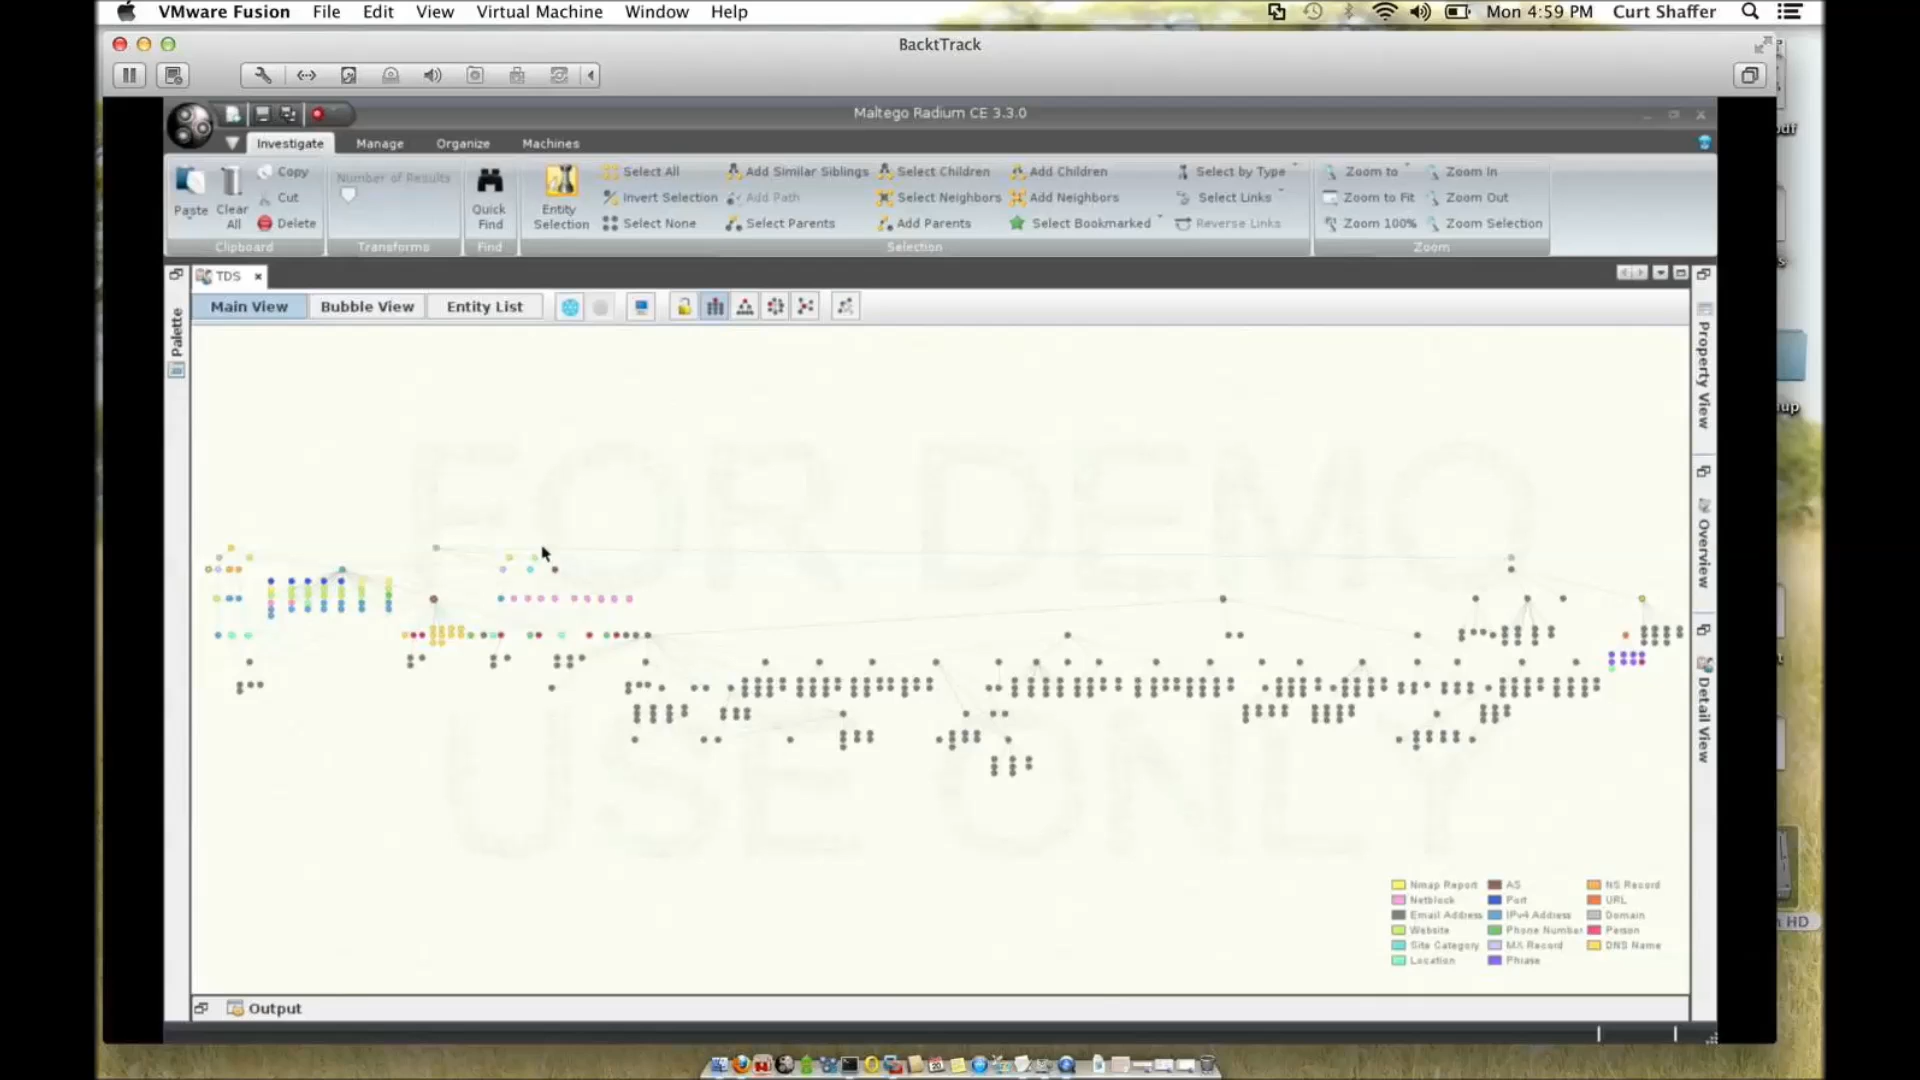 VMware Fusion File Edit View Virtual Machine Window Help Mon 4:59 PM Curt Shaffer
BacktTrack
Maltego Radium CE 3.3.0
Investigate Manage Organize Machines
Paste Clear All Copy Cut Delete
Clipboard
Number of Results
Transforms
Quick Find
Find
Entity Selection
Select All Add Similar Siblings Select Children Add Children Select by Type
Invert Selection Add Path Select Neighbors Add Neighbors Select Links
Select None Select Parents Add Parents Select Bookmarked Reverse Links
Selection
Zoom to Zoom In
Zoom to Fit Zoom Out
Zoom 100% Zoom Selection
Zoom
TDS
Main View Bubble View Entity List
Palette
Property View
Overview
Detail View
FOR DEMO
USE ONLY
Nmap Report AS NS Record
Netblock Port URL
Email Address IPv4 Address Domain
Website Phone Number Person
Site Category MX Record DNS Name
Location Phrase
Output
HD